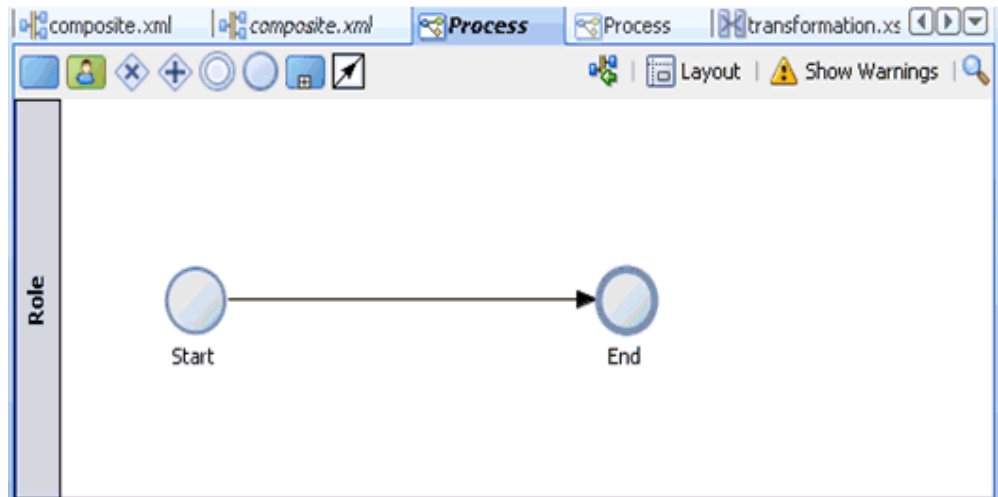 composite.xml composite.xml Process Process transformation.xs
Layout Show Warnings
Role
Start End